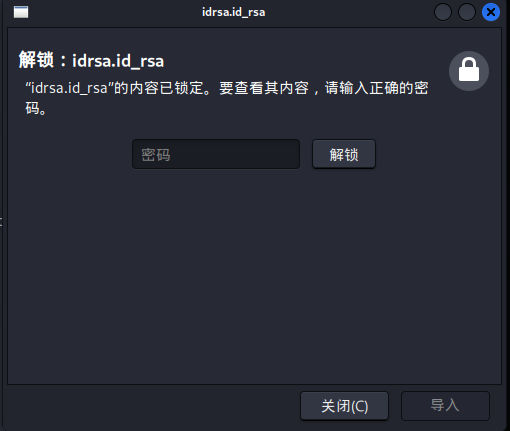 idrsa.id_rsa
解锁：idrsa.id_rsa
“idrsa.id_rsa”的内容已锁定。要查看其内容，请输入正确的密
码。
密码
解锁
关闭(C)
导入